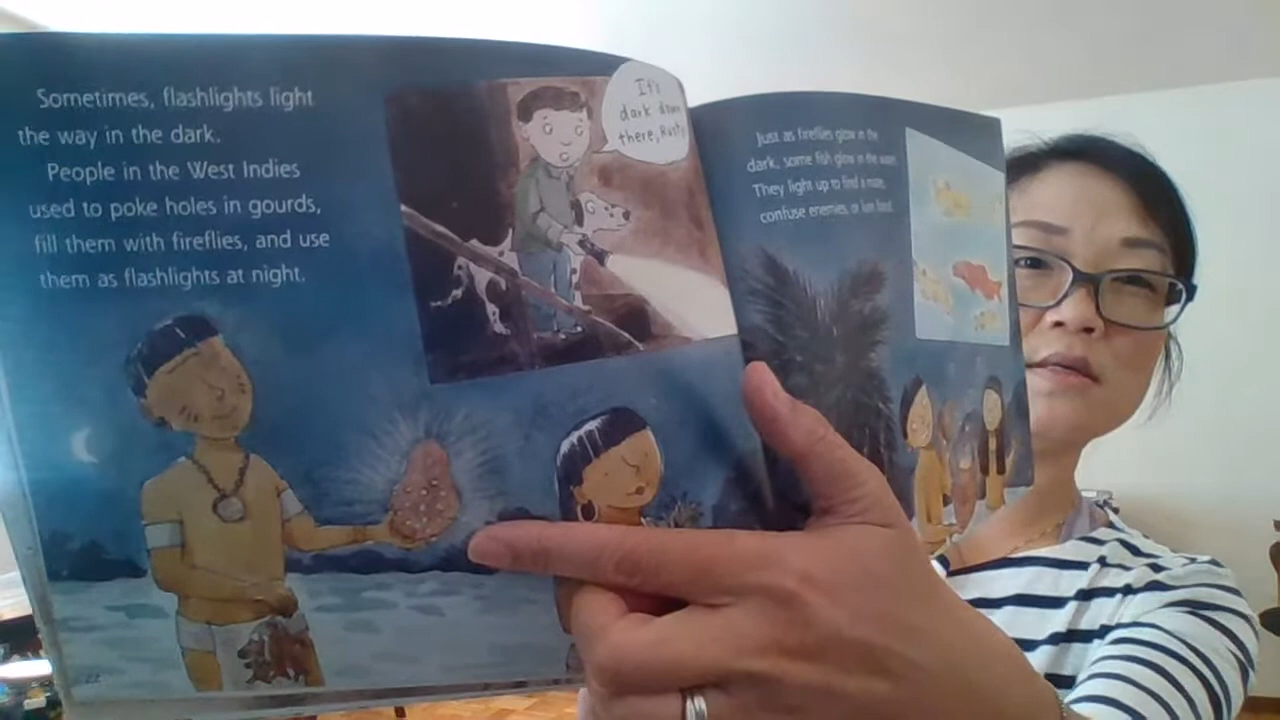 Sometimes, flashlights light
the way in the dark.
People in the West Indies
used to poke holes in gourds,
fill them with fireflies, and use
them as flashlights at night.
It's
dark down
there, Rusty
Just as fireflies glow in the
dark, some fish glow in the water.
They light up to find a mate,
confuse enemies, or lure food.
22